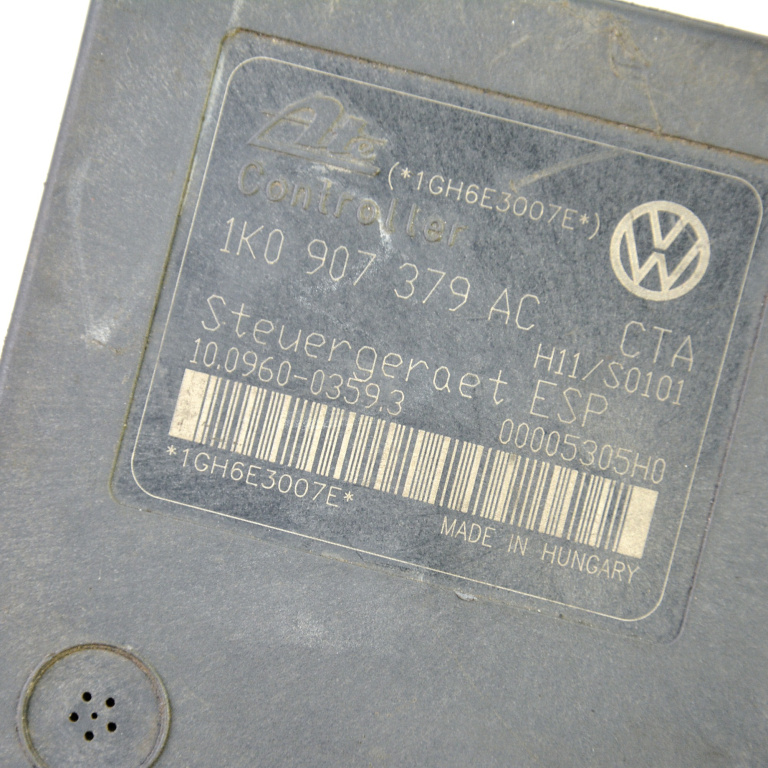 Ate
Controller
(*1GH6E3007E*)
1K0 907 379 AC CTA
H11/S0101
Steuergeraet ESP
10.0960-0359.3 00005305H0
*1GH6E3007E*
MADE IN HUNGARY